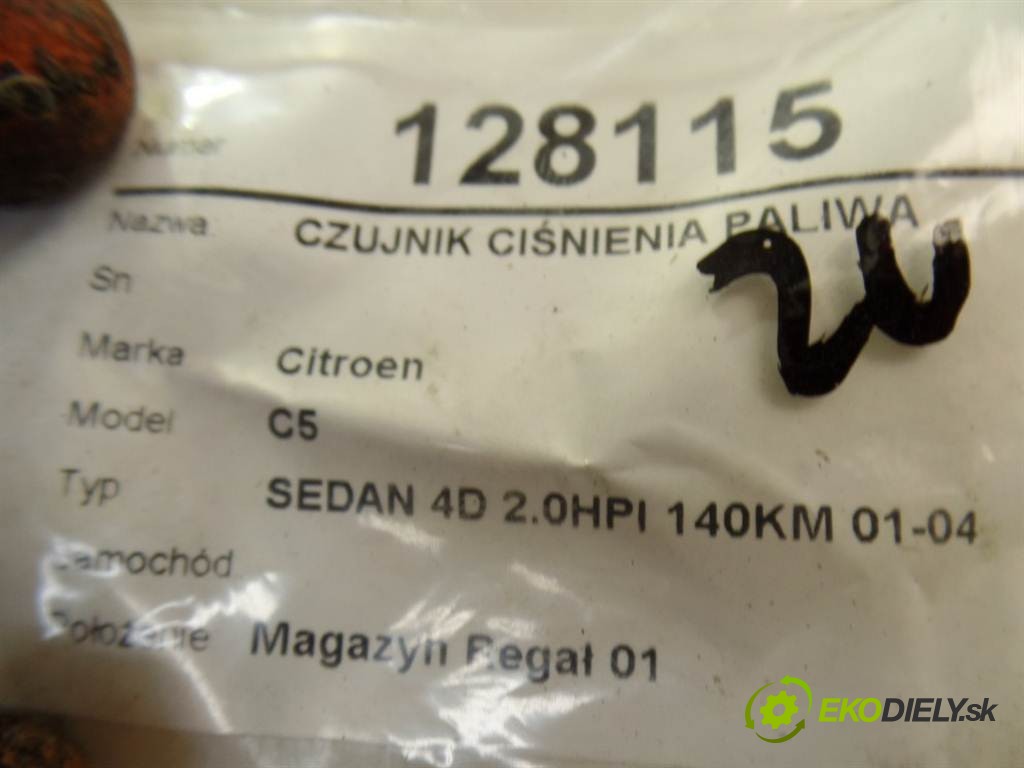 Numer 128115
Nazwa CZUJNIK CIŚNIENIA PALIWA
Sn
Marka Citroen
Model C5
Typ SEDAN 4D 2.0HPI 140KM 01-04
Samochód
Położenie Magazyn Regał 01
EKODIELY.sk